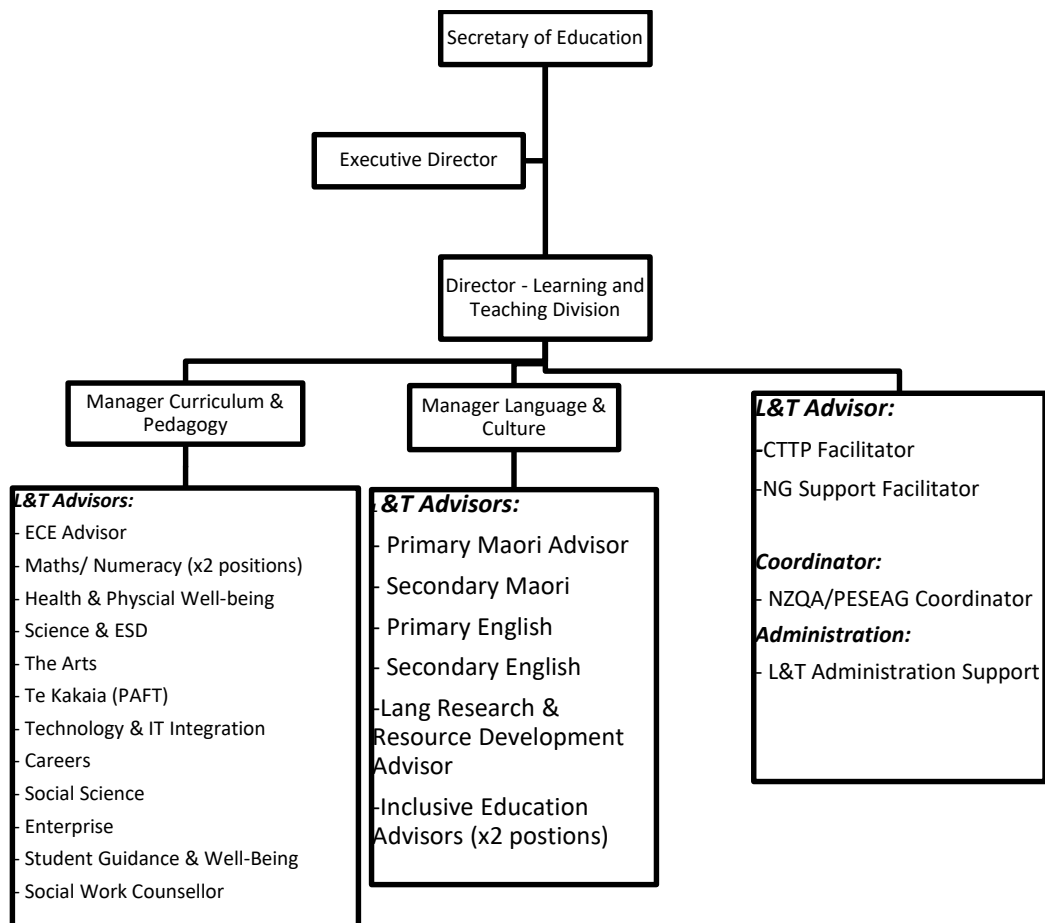 Secretary of Education
Executive Director
Director - Learning and
Teaching Division
Manager Curriculum &
Pedagogy
Manager Language &
Culture
L&T Advisors:
- ECE Advisor
- Maths/ Numeracy (x2 positions)
- Health & Physcial Well-being
- Science & ESD
- The Arts
- Te Kakaia (PAFT)
- Technology & IT Integration
- Careers
- Social Science
- Enterprise
- Student Guidance & Well-Being
- Social Work Counsellor
L&T Advisors:
- Primary Maori Advisor
- Secondary Maori
- Primary English
- Secondary English
-Lang Research &
Resource Development
Advisor
-Inclusive Education
Advisors (x2 postions)
L&T Advisor:
-CTTP Facilitator
-NG Support Facilitator
Coordinator:
- NZQA/PESEAG Coordinator
Administration:
- L&T Administration Support